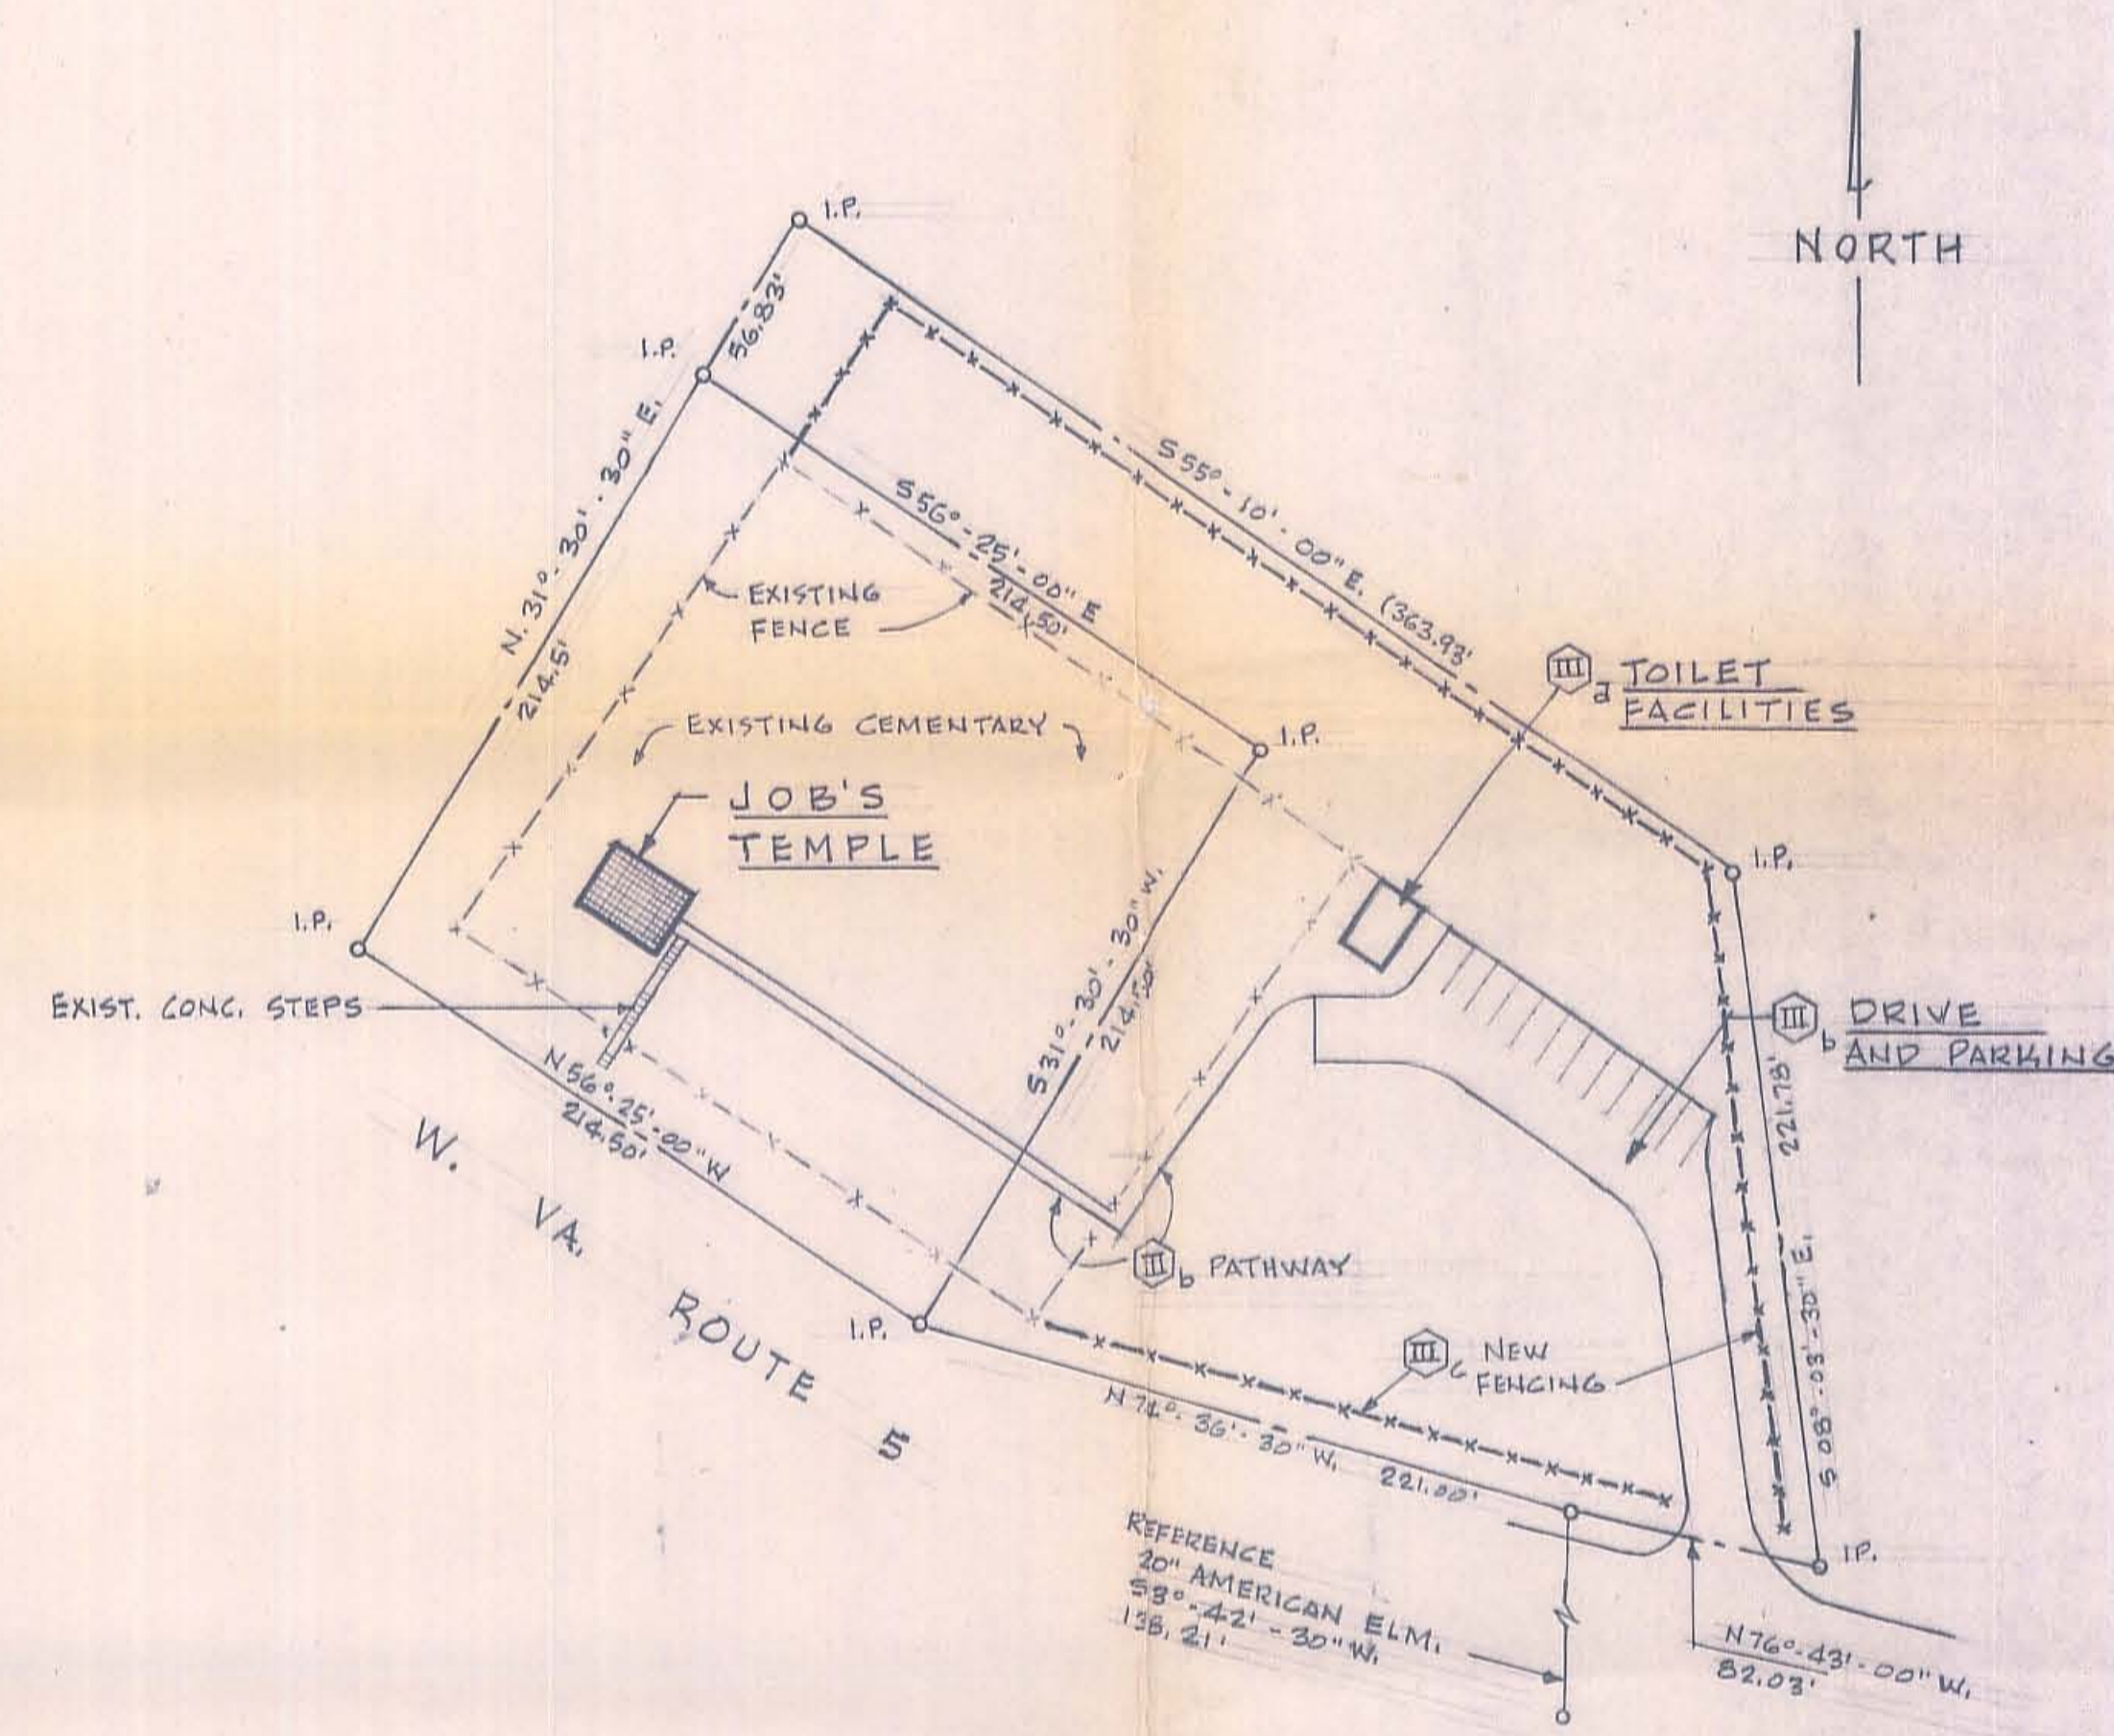 NORTH
I.P.
56.83'
I.P.
N. 31°- 30' - 30" E.
214.5'
S 55° - 10' - 00" E. (363.93'
S 56° - 25' - 00" E
214.50'
EXISTING
FENCE
III a TOILET
FACILITIES
EXISTING CEMENTARY
I.P.
JOB'S
TEMPLE
I.P.
I.P.
S 31° - 30' - 30" W.
214.50'
EXIST. CONC. STEPS
III b DRIVE
AND PARKING
N 56° - 25' - 00" W
214.50'
221.78'
S 08° - 03' - 30" E.
W. VA. ROUTE 5
III b PATHWAY
I.P.
III c NEW
FENCING
36' - 30" W. 221.00'
REFERENCE
20" AMERICAN ELM.
S 3° - 42' - 30" W.
138.21'
I.P.
N 76° - 43' - 00" W.
82.03'